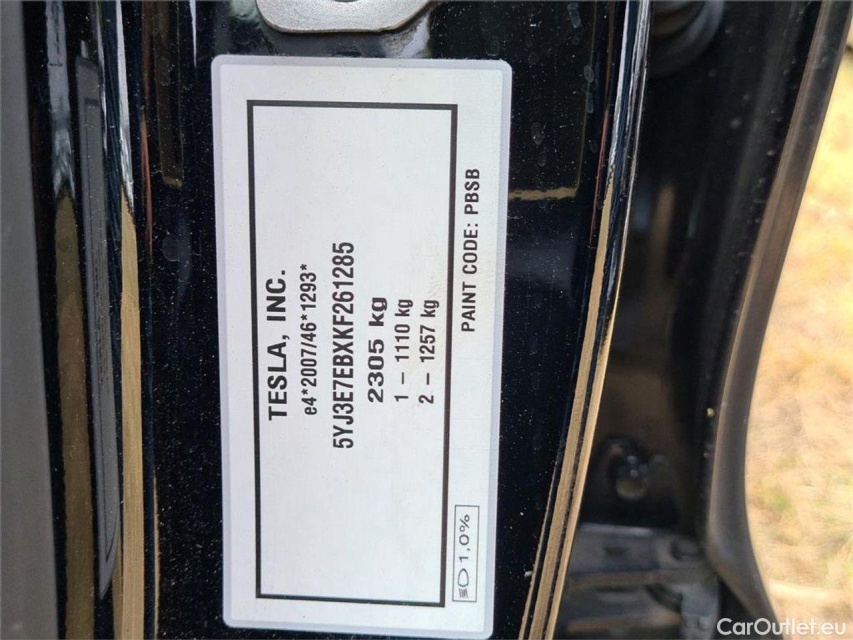 TESLA, INC.
e4*2007/46*1293*
5YJ3E7EBXKF261285
2305 kg
1 – 1110 kg
2 – 1257 kg
1,0%
PAINT CODE: PBSB
CarOutlet.eu